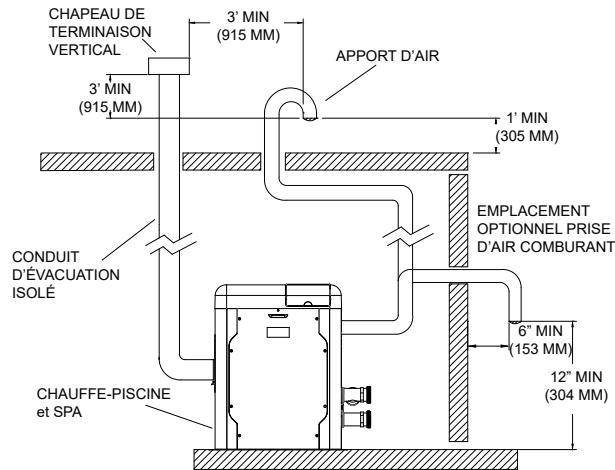 CHAPEAU DE
TERMINAISON
VERTICAL
3’ MIN
(915 MM)
3’ MIN
(915 MM)
APPORT D’AIR
1’ MIN
(305 MM)
EMPLACEMENT
OPTIONNEL PRISE
D’AIR COMBURANT
CONDUIT
D’ÉVACUATION
ISOLÉ
6” MIN
(153 MM)
12” MIN
(304 MM)
CHAUFFE-PISCINE
et SPA